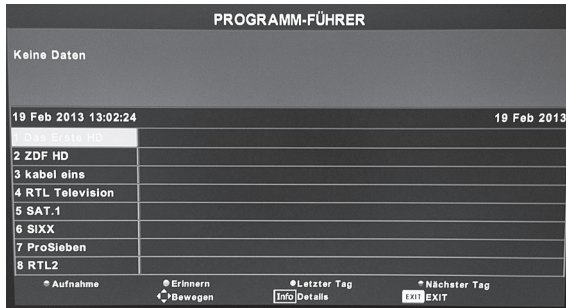 PROGRAMM-FÜHRER
Keine Daten
19 Feb 2013 13:02:24 19 Feb 2013
1 Das Erste HD
2 ZDF HD
3 kabel eins
4 RTL Television
5 SAT.1
6 SIXX
7 ProSieben
8 RTL2
Aufnahme Erinnern Letzter Tag Nächster Tag
Bewegen Info Details EXIT EXIT